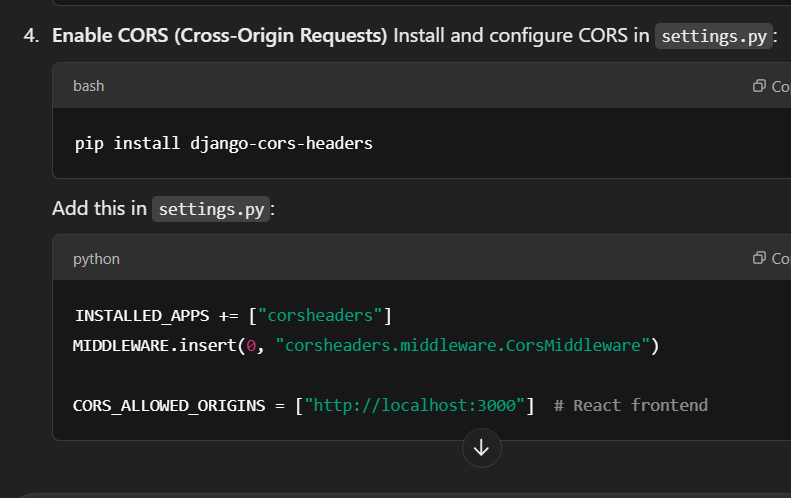 4. Enable CORS (Cross-Origin Requests) Install and configure CORS in settings.py:
bash
pip install django-cors-headers
Add this in settings.py:
python
INSTALLED_APPS += ["corsheaders"]
MIDDLEWARE.insert(0, "corsheaders.middleware.CorsMiddleware")
CORS_ALLOWED_ORIGINS = ["http://localhost:3000"]  # React frontend